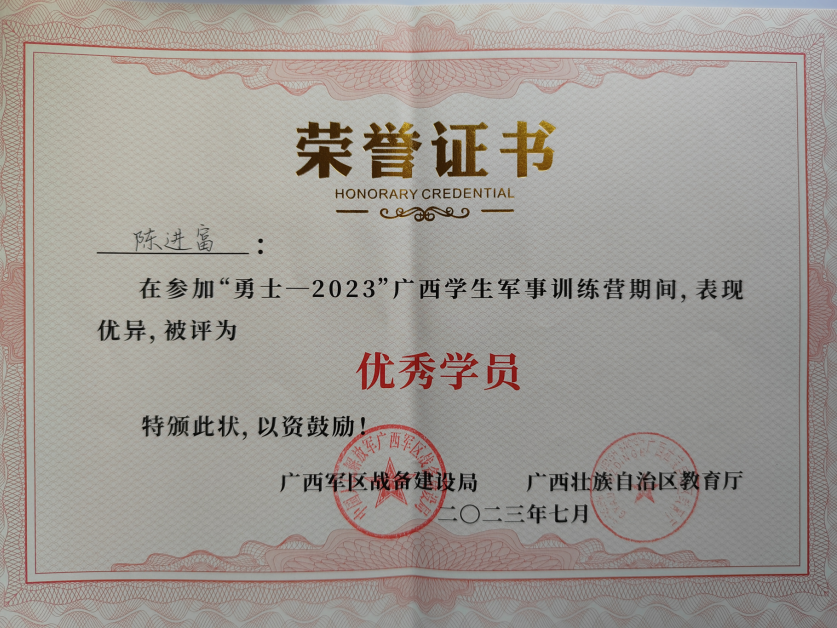 荣誉证书
HONORARY CREDENTIAL
陈进富：
在参加“勇士—2023”广西学生军事训练营期间，表现
优异，被评为
优秀学员
特颁此状，以资鼓励！
广西军区战备建设局 广西壮族自治区教育厅
二〇二三年七月